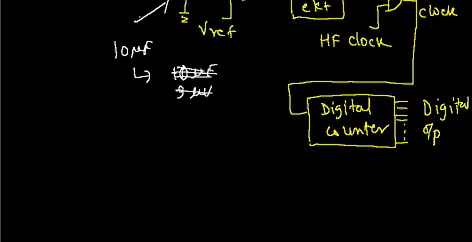 ckt
clock
Vref
HF clock
10μF
Digital
counter
Digital
o/p